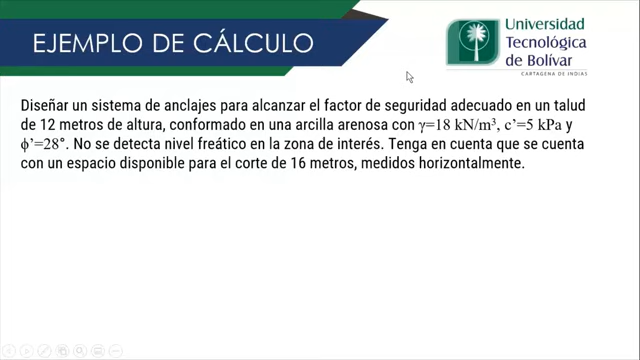 EJEMPLO DE CÁLCULO
Universidad
Tecnológica
de Bolívar
CARTAGENA DE INDIAS
Diseñar un sistema de anclajes para alcanzar el factor de seguridad adecuado en un talud
de 12 metros de altura, conformado en una arcilla arenosa con γ=18 kN/m³, c'=5 kPa y
ϕ'=28°. No se detecta nivel freático en la zona de interés. Tenga en cuenta que se cuenta
con un espacio disponible para el corte de 16 metros, medidos horizontalmente.